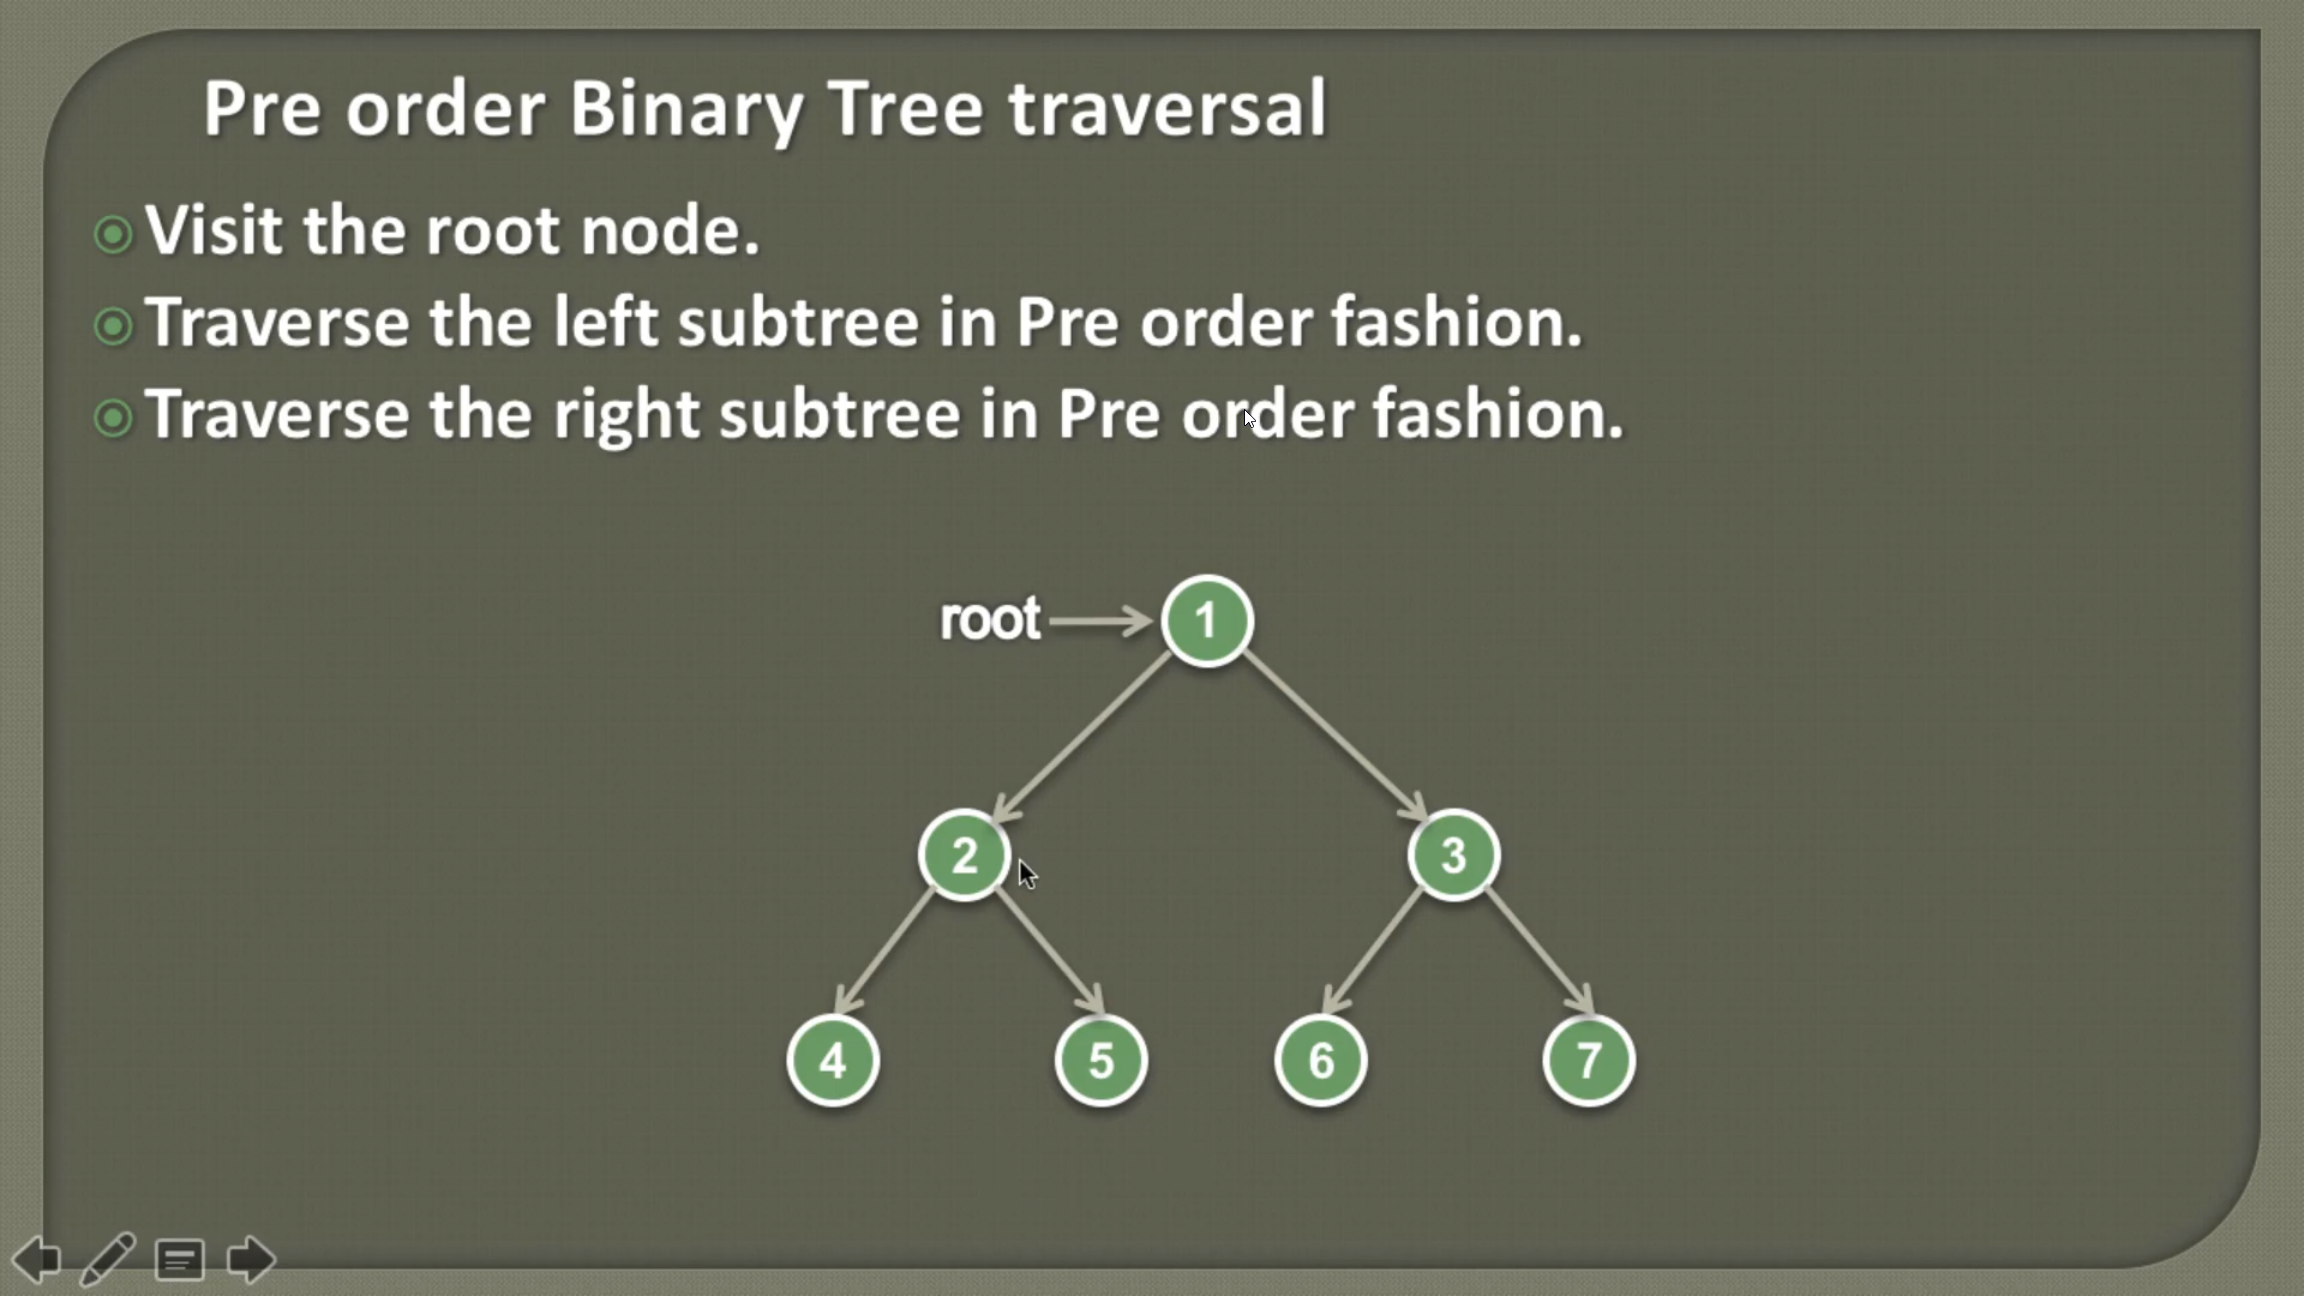 Pre order Binary Tree traversal
Visit the root node.
Traverse the left subtree in Pre order fashion.
Traverse the right subtree in Pre order fashion.
root 1
2 3
4 5 6 7